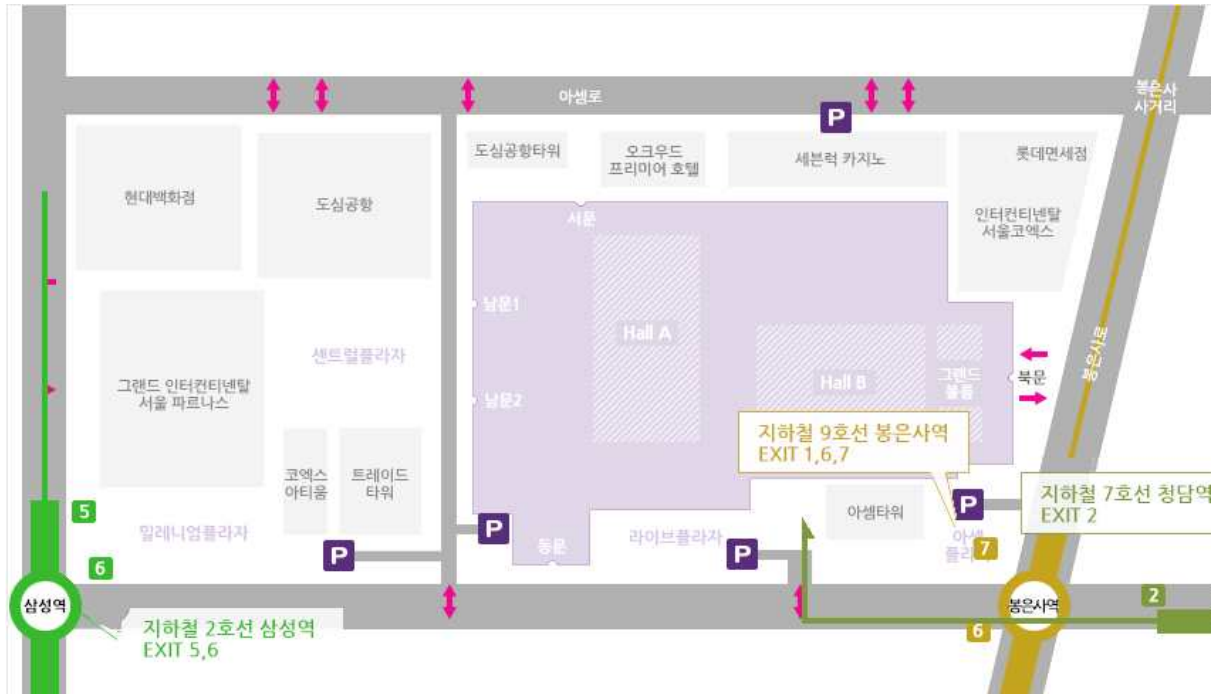 아셈로
봉은사
사거리
P
현대백화점
도심공항
도심공항타워
오크우드
프리미어 호텔
세븐럭 카지노
롯데면세점
인터컨티넨탈
서울코엑스
서문
남문1
Hall A
남문2
센트럴플라자
그랜드 인터컨티넨탈
서울 파르나스
Hall B
그랜드
볼룸
북문
봉은사로
지하철 9호선 봉은사역
EXIT 1,6,7
코엑스
아티움
트레이드
타워
아셈타워
P
지하철 7호선 청담역
EXIT 2
5
밀레니엄플라자
P
P
동문
라이브플라자
P
아셈
7
6
삼성역
지하철 2호선 삼성역
EXIT 5,6
봉은사역
6
2